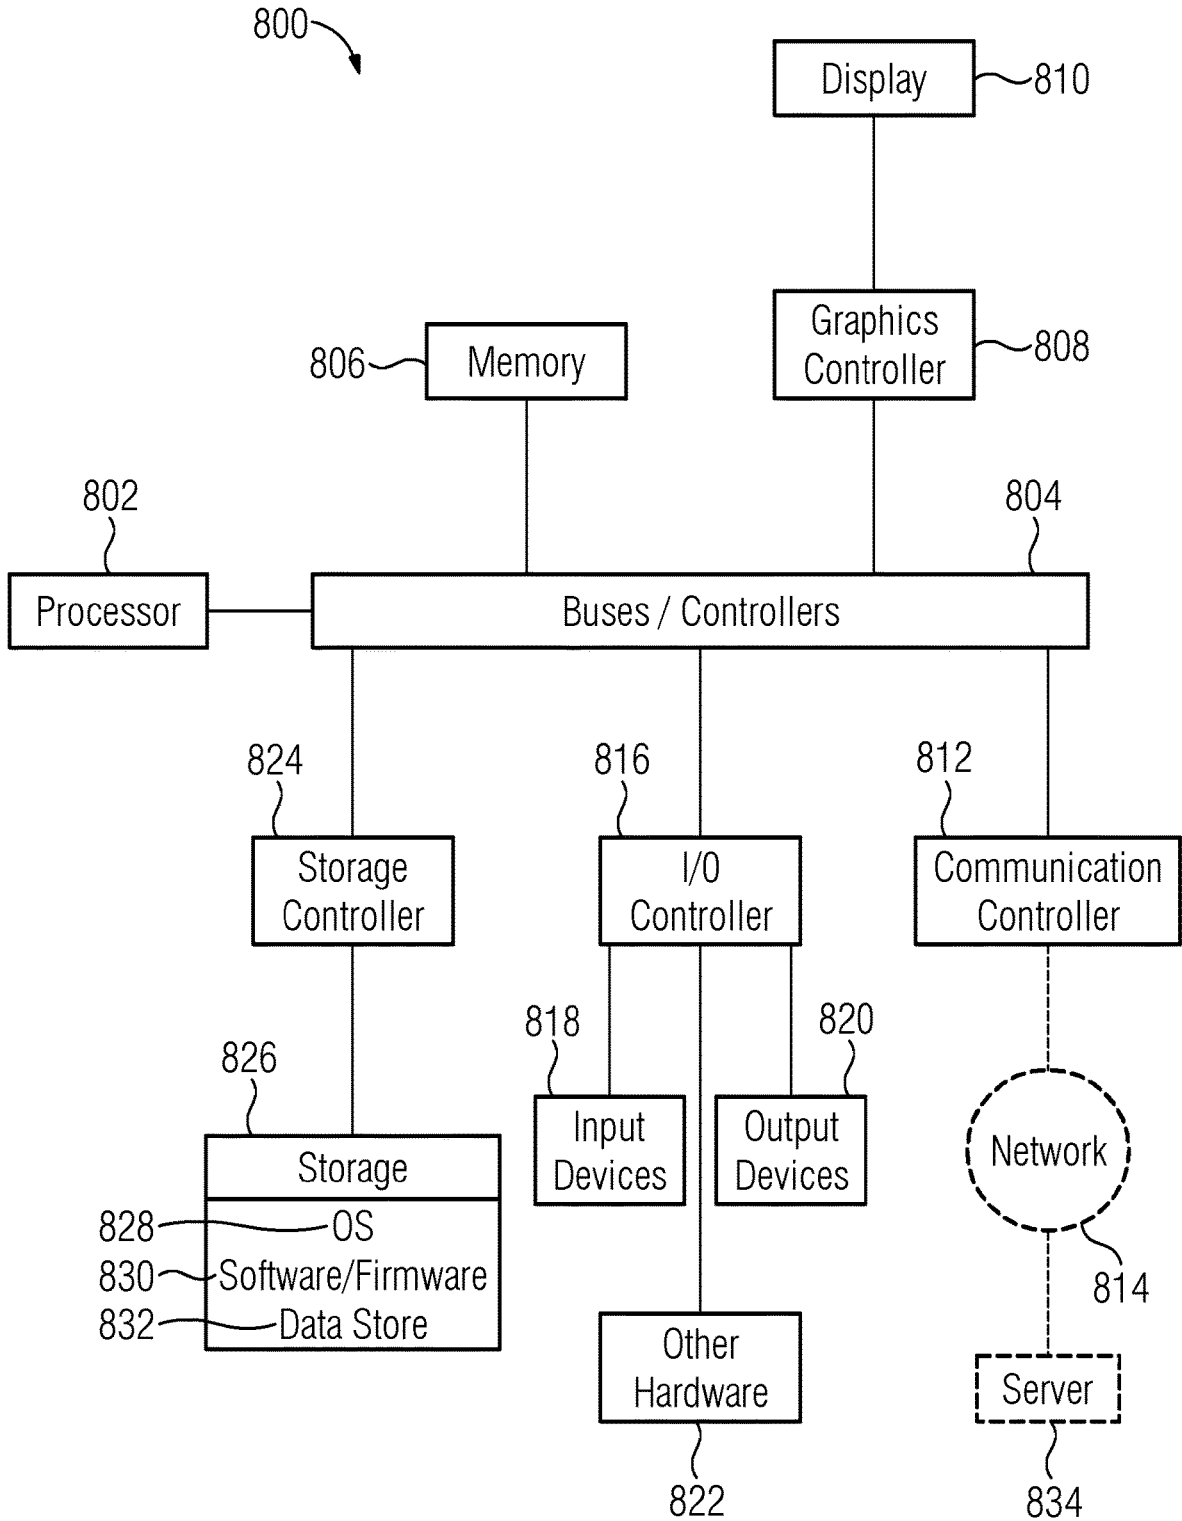 800
Display
810
Graphics
Controller
808
806
Memory
802
804
Processor
Buses / Controllers
824
816
812
Storage
Controller
I/O
Controller
Communication
Controller
818
820
826
Input
Devices
Output
Devices
Network
Storage
828
OS
830
Software/Firmware
832
Data Store
814
Other
Hardware
Server
822
834